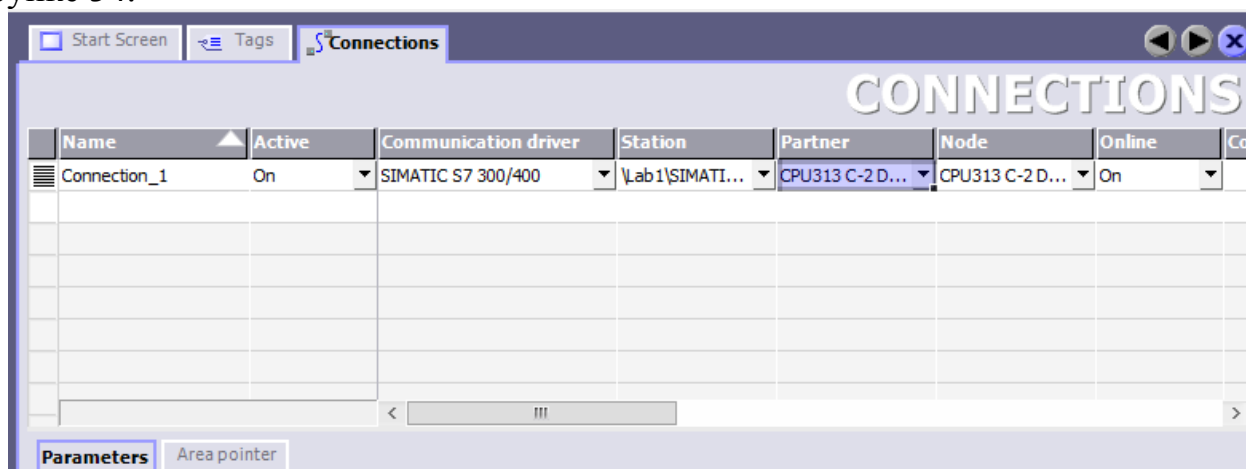 Start Screen Tags Connections
CONNECTIONS
Name Active Communication driver Station Partner Node Online Co
Connection_1 On SIMATIC S7 300/400 \Lab1\SIMATI... CPU313 C-2 D... CPU313 C-2 D... On
Parameters Area pointer